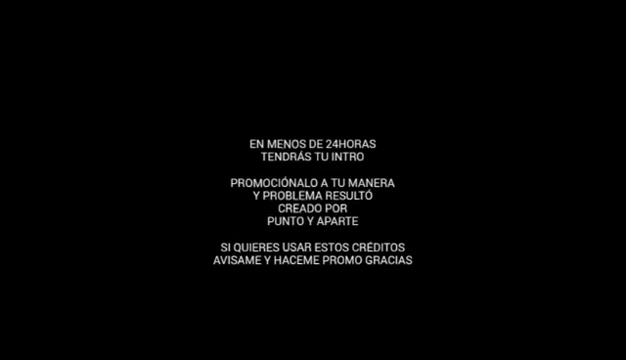 EN MENOS DE 24HORAS
TENDRÁS TU INTRO
PROMOCIÓNALO A TU MANERA
Y PROBLEMA RESULTÓ
CREADO POR
PUNTO Y APARTE
SI QUIERES USAR ESTOS CRÉDITOS
AVISAME Y HACEME PROMO GRACIAS